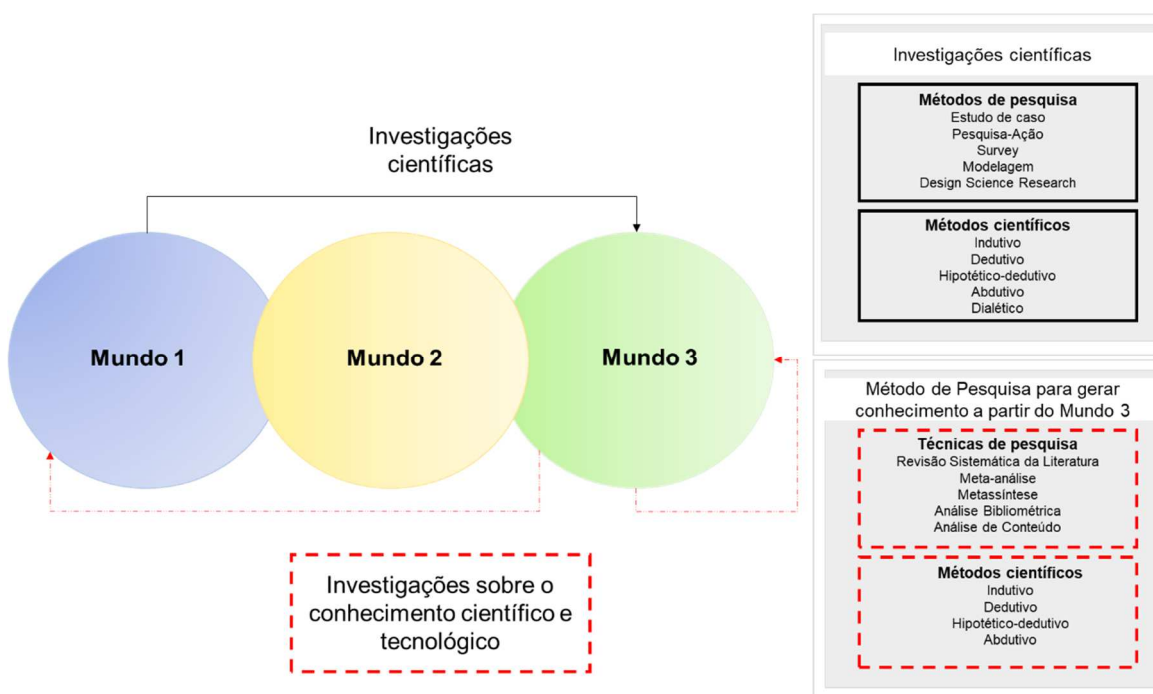 Investigações
científicas
Mundo 1
Mundo 2
Mundo 3
Investigações sobre o
conhecimento científico e
tecnológico
Investigações científicas
Métodos de pesquisa
Estudo de caso
Pesquisa-Ação
Survey
Modelagem
Design Science Research
Métodos científicos
Indutivo
Dedutivo
Hipotético-dedutivo
Abdutivo
Dialético
Método de Pesquisa para gerar
conhecimento a partir do Mundo 3
Técnicas de pesquisa
Revisão Sistemática da Literatura
Meta-análise
Metassíntese
Análise Bibliométrica
Análise de Conteúdo
Métodos científicos
Indutivo
Dedutivo
Hipotético-dedutivo
Abdutivo